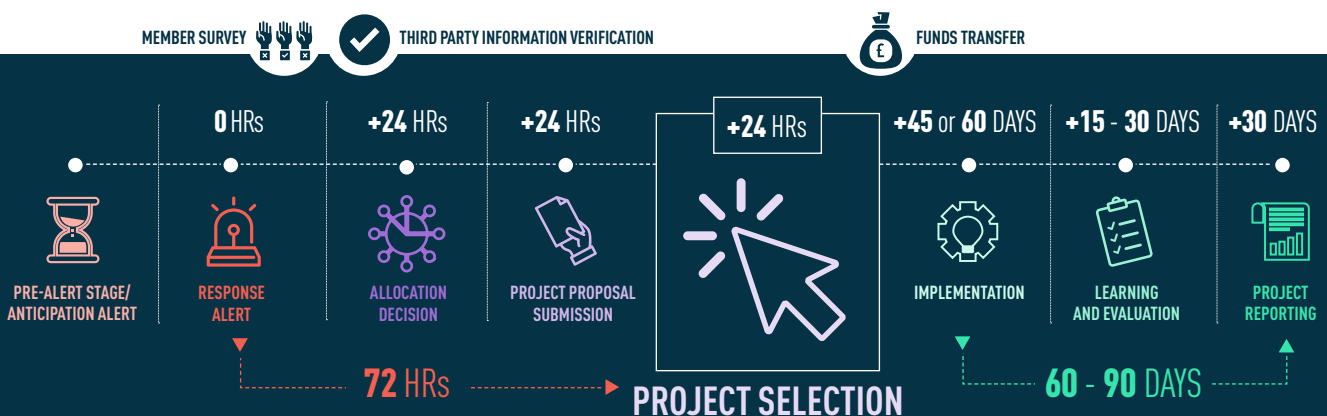 MEMBER SURVEY
THIRD PARTY INFORMATION VERIFICATION
£
FUNDS TRANSFER
0 HRs
+24 HRs
+24 HRs
+24 HRs
+45 or 60 DAYS
+15 - 30 DAYS
+30 DAYS
PRE-ALERT STAGE/
ANTICIPATION ALERT
RESPONSE
ALERT
ALLOCATION
DECISION
PROJECT PROPOSAL
SUBMISSION
IMPLEMENTATION
LEARNING
AND EVALUATION
PROJECT
REPORTING
72 HRs
PROJECT SELECTION
60 - 90 DAYS